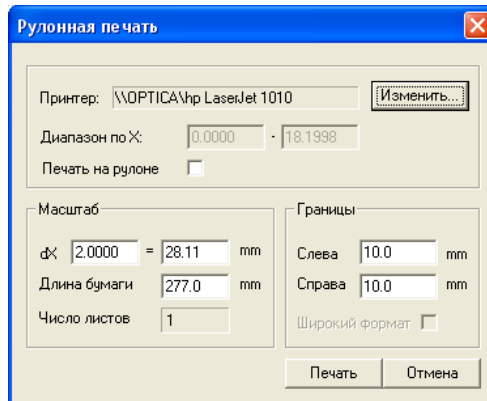 Рулонная печать
Принтер: \\OPTICA\hp LaserJet 1010 Изменить...
Диапазон по X: 0.0000 - 18.1998
Печать на рулоне
Масштаб
dX 2.0000 = 28.11 mm
Длина бумаги 277.0 mm
Число листов 1
Границы
Слева 10.0 mm
Справа 10.0 mm
Широкий формат
Печать Отмена